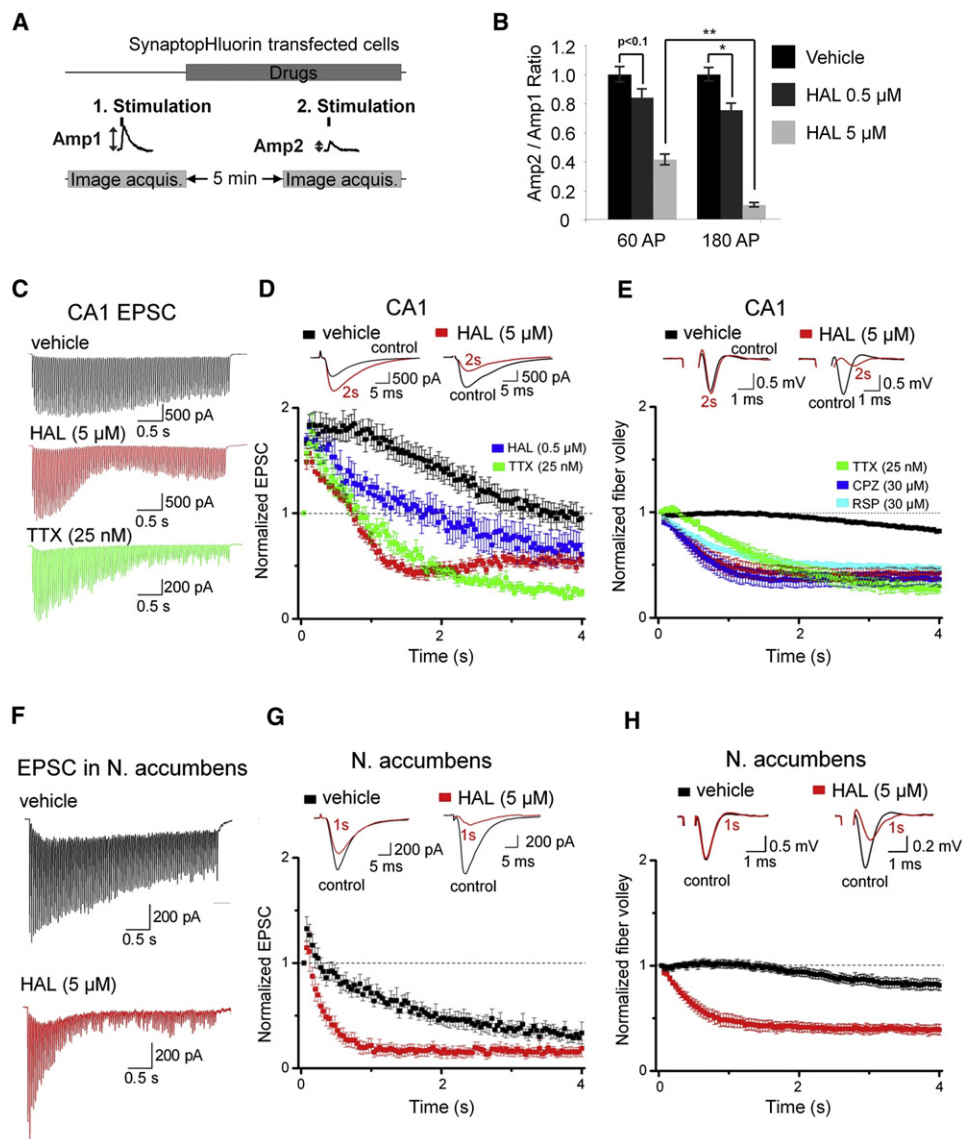 A
SynaptopHluorin transfected cells
Drugs
1. Stimulation
2. Stimulation
Amp1
Amp2
Image acquis.
5 min
Image acquis.
B
Amp2 / Amp1 Ratio
1.2
1.0
0.8
0.6
0.4
0.2
0
p<0.1
**
*
60 AP
180 AP
Vehicle
HAL 0.5 µM
HAL 5 µM
C
CA1 EPSC
vehicle
500 pA
0.5 s
HAL (5 µM)
500 pA
0.5 s
TTX (25 nM)
200 pA
0.5 s
D
CA1
vehicle
HAL (5 µM)
control
2s
500 pA
5 ms
2s
control
500 pA
5 ms
HAL (0.5 µM)
TTX (25 nM)
Normalized EPSC
2
1
0
0
2
4
Time (s)
E
CA1
vehicle
HAL (5 µM)
control
2s
0.5 mV
1 ms
2s
control
0.5 mV
1 ms
TTX (25 nM)
CPZ (30 µM)
RSP (30 µM)
Normalized fiber volley
2
1
0
0
2
4
Time (s)
F
EPSC in N. accumbens
vehicle
200 pA
0.5 s
HAL (5 µM)
200 pA
0.5 s
G
N. accumbens
vehicle
HAL (5 µM)
1s
control
200 pA
5 ms
1s
control
200 pA
5 ms
Normalized EPSC
2
1
0
0
2
4
Time (s)
H
N. accumbens
vehicle
HAL (5 µM)
1s
control
0.5 mV
1 ms
1s
control
0.2 mV
1 ms
Normalized fiber volley
2
1
0
0
2
4
Time (s)